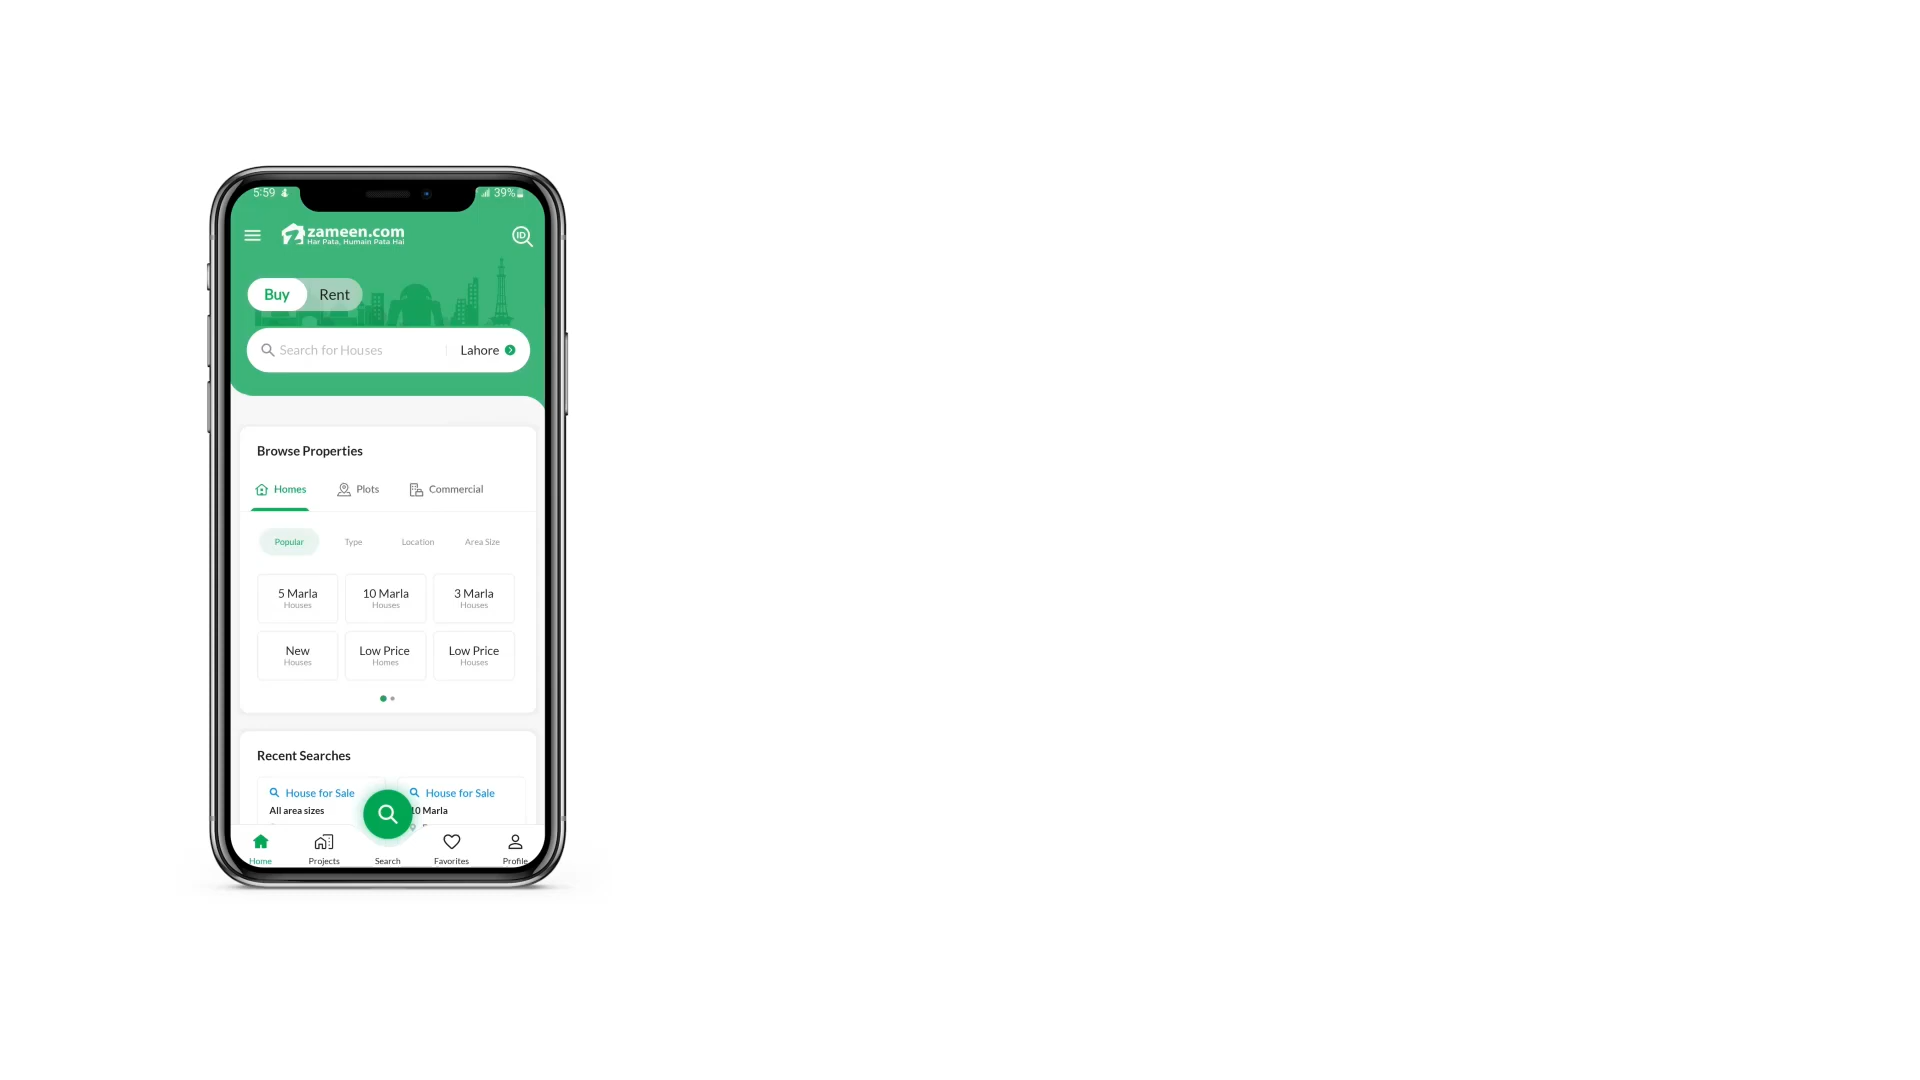 5:59
39%
zameen.com
Har Pata, Humain Pata Hai
ID
Buy Rent
Search for Houses Lahore
Browse Properties
Homes Plots Commercial
Popular Type Location Area Size
5 Marla 10 Marla 3 Marla
Houses Houses Houses
New Low Price Low Price
Houses Homes Houses
Recent Searches
House for Sale House for Sale
All area sizes 10 Marla
Home Projects Search Favorites Profile